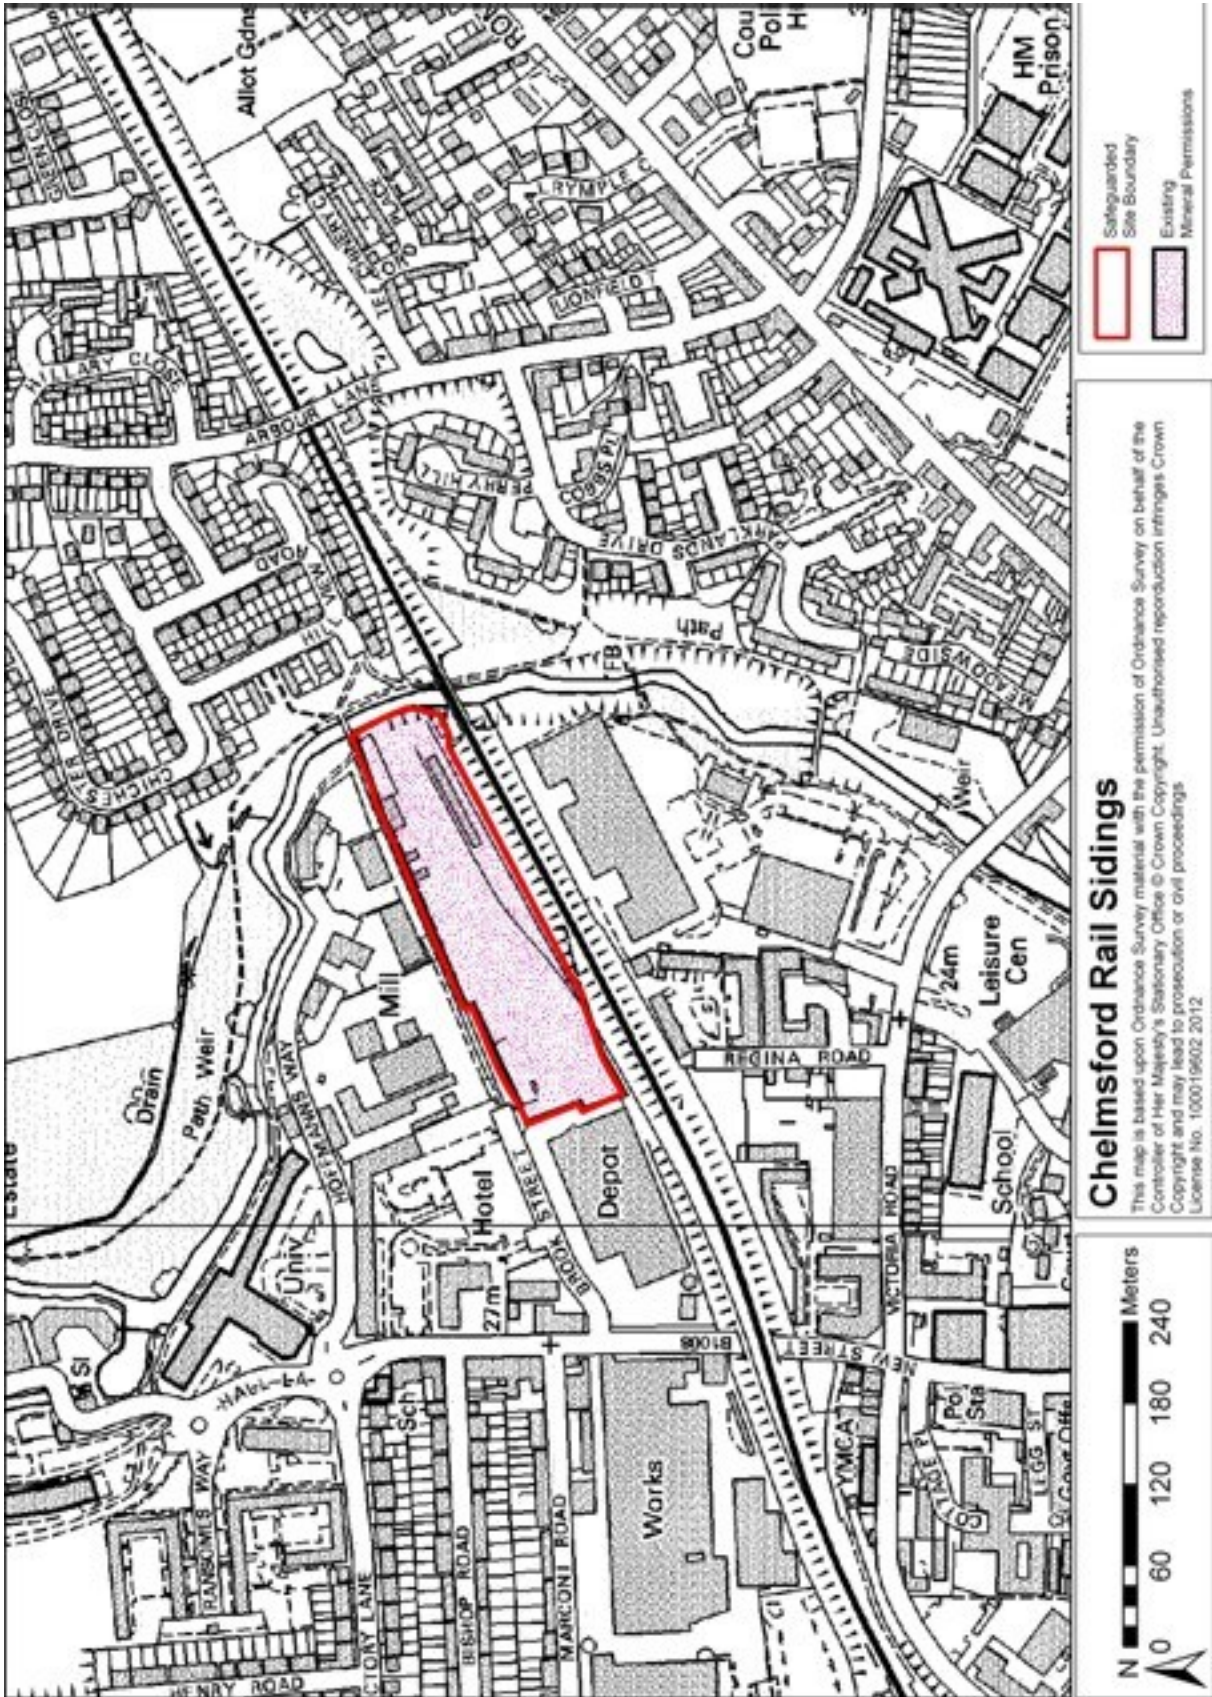 Estate
HILLARY CLOSE
ARBOUR LANE
CHICHESTER DRIVE
HILL VIEW
ROAD
Allot Gdns
PERRY HILL
COBBS PL
PARKLANDS DRIVE
LIONFIELD
MEADOWSIDE
Path
FB
Weir
HM
Prison
Drain
Path Weir
HOFFMANNS WAY
Mill
Univ
Hotel
27m
BROOK STREET
Depot
REGINA ROAD
24m
Leisure
Cen
School
VICTORIA ROAD
NEW STREET
B1008
HALL LA
RANSOMES WAY
HENRY ROAD
Sch
BISHOP ROAD
MARCONI ROAD
Works
YMCA
Pol
Sta
LEGG ST
N
0 60 120 180 240
Meters
Chelmsford Rail Sidings
This map is based upon Ordnance Survey material with the permission of Ordnance Survey on behalf of the
Controller of Her Majesty's Stationary Office © Crown Copyright. Unauthorised reporduction infringes Crown
Copyright and may lead to prosecution or civil proceedings
License No. 100019602 2012
Safeguarded
Site Boundary
Existing
Mineral Permissions